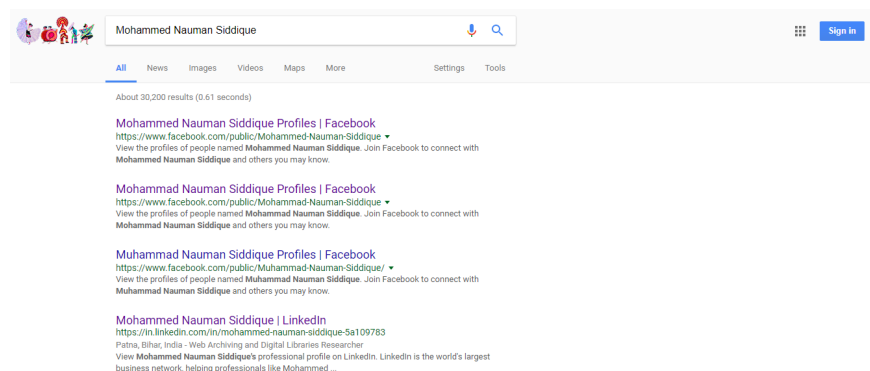 Mohammed Nauman Siddique
Sign in
All News Images Videos Maps More Settings Tools
About 30,200 results (0.61 seconds)
Mohammed Nauman Siddique Profiles | Facebook
https://www.facebook.com/public/Mohammed-Nauman-Siddique
View the profiles of people named Mohammed Nauman Siddique. Join Facebook to connect with
Mohammed Nauman Siddique and others you may know.
Mohammad Nauman Siddique Profiles | Facebook
https://www.facebook.com/public/Mohammad-Nauman-Siddique
View the profiles of people named Mohammad Nauman Siddique. Join Facebook to connect with
Mohammad Nauman Siddique and others you may know.
Muhammad Nauman Siddique Profiles | Facebook
https://www.facebook.com/public/Muhammad-Nauman-Siddique/
View the profiles of people named Muhammad Nauman Siddique. Join Facebook to connect with
Muhammad Nauman Siddique and others you may know.
Mohammed Nauman Siddique | LinkedIn
https://in.linkedin.com/in/mohammed-nauman-siddique-5a109783
Patna, Bihar, India - Web Archiving and Digital Libraries Researcher
View Mohammed Nauman Siddique's professional profile on LinkedIn. LinkedIn is the world's largest
business network, helping professionals like Mohammed ...